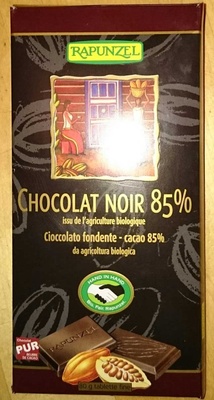 RAPUNZEL
CHOCOLAT NOIR 85%
issu de l'agriculture biologique
Cioccolato fondente - cacao 85%
da agricoltura biologica
HAND IN HAND
PUR
RAPUNZEL